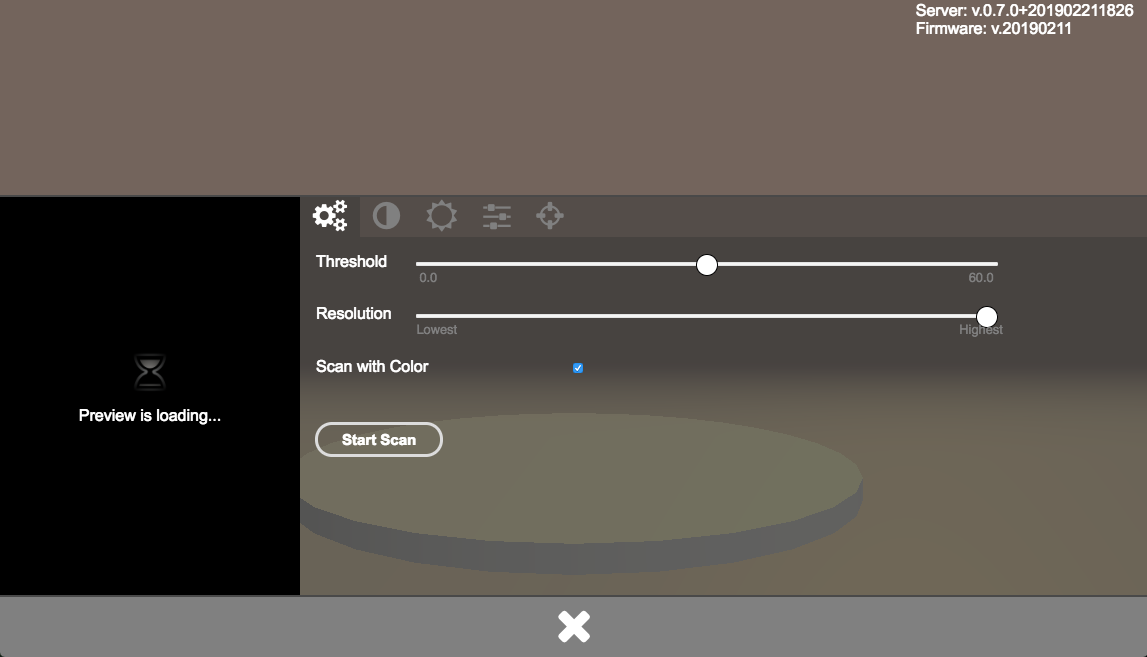 Server: v.0.7.0+201902211826
Firmware: v.20190211
Threshold
0.0
60.0
Resolution
Lowest
Highest
Scan with Color
Start Scan
Preview is loading...